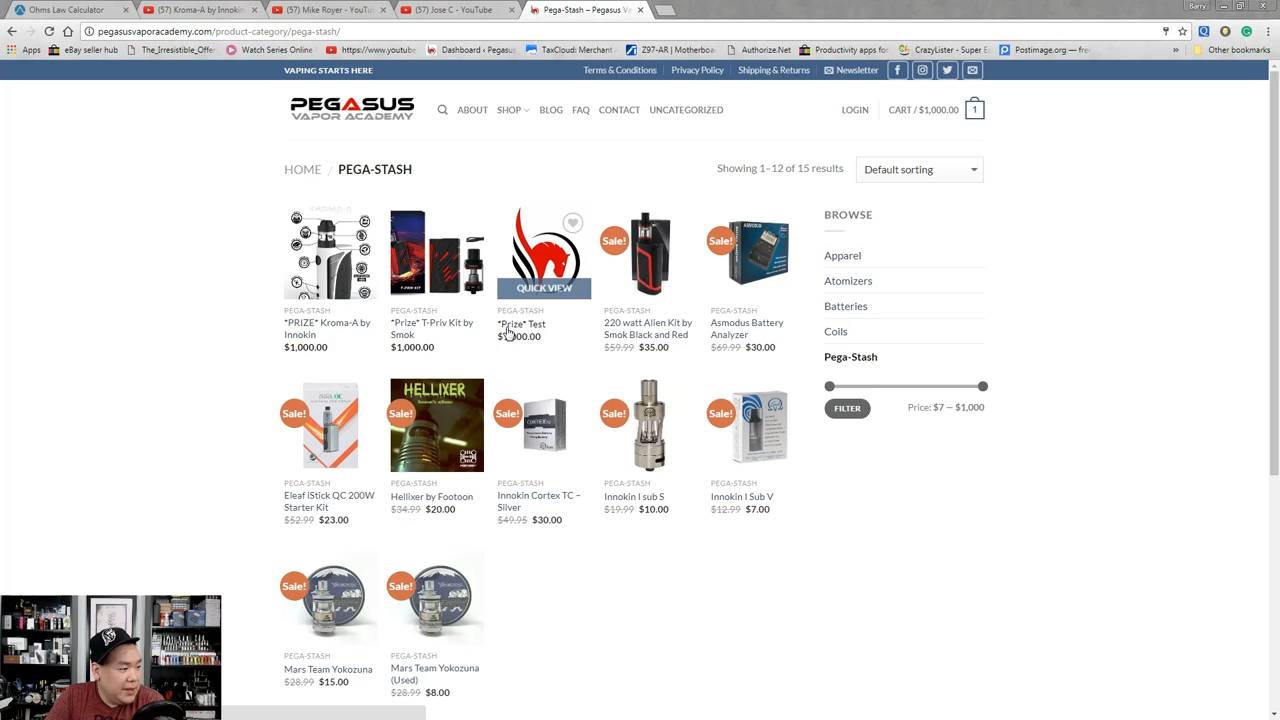 Ohms Law Calculator
(57) Kroma-A by Innokin
(57) Mike Royer - YouTu
(57) Jose C - YouTube
Pega-Stash – Pegasus Va
Barry
pegasusvaporacademy.com/product-category/pega-stash/
Apps
eBay seller hub
The_Irresistible_Offer
Watch Series Online
https://www.youtube
Dashboard ‹ Pegasus
TaxCloud: Merchant
Z97-AR | Motherboa
Authorize.Net
Productivity apps for
CrazyLister - Super Ea
Postimage.org — free
Other bookmarks
VAPING STARTS HERE
Terms & Conditions
Privacy Policy
Shipping & Returns
Newsletter
PEGASUS
VAPOR ACADEMY
ABOUT
SHOP
BLOG
FAQ
CONTACT
UNCATEGORIZED
LOGIN
CART / $1,000.00
1
HOME / PEGA-STASH
Showing 1–12 of 15 results
Default sorting
QUICK VIEW
Sale!
Sale!
PEGA-STASH
*PRIZE* Kroma-A by
Innokin
$1,000.00
PEGA-STASH
*Prize* T-Priv Kit by
Smok
$1,000.00
PEGA-STASH
*Prize* Test
PEGA-STASH
220 watt Alien Kit by
Smok Black and Red
$59.99 $35.00
PEGA-STASH
Asmodus Battery
Analyzer
$69.99 $30.00
BROWSE
Apparel
Atomizers
Batteries
Coils
Pega-Stash
FILTER
Price: $7 — $1,000
Sale!
Sale!
HELLIXER
Sale!
Sale!
Sale!
PEGA-STASH
Eleaf iStick QC 200W
Starter Kit
$52.99 $23.00
PEGA-STASH
Hellixer by Footoon
$34.99 $20.00
PEGA-STASH
Innokin Cortex TC –
Silver
$49.95 $30.00
PEGA-STASH
Innokin I sub S
$19.99 $10.00
PEGA-STASH
Innokin I Sub V
$12.99 $7.00
Sale!
Sale!
PEGA-STASH
Mars Team Yokozuna
$28.99 $15.00
PEGA-STASH
Mars Team Yokozuna
(Used)
$28.99 $8.00